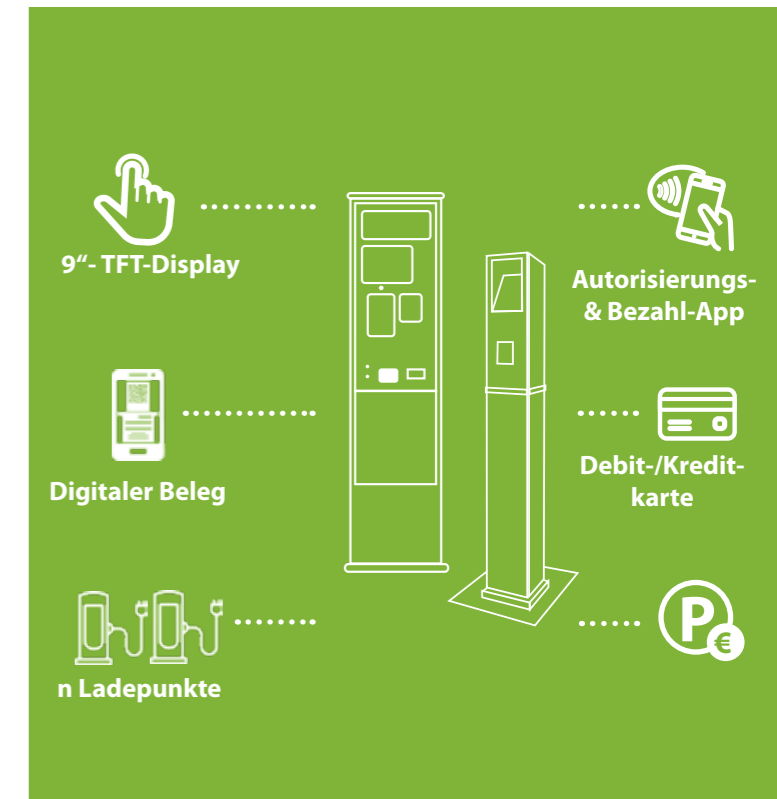 9“- TFT-Display
Digitaler Beleg
n Ladepunkte
Autorisierungs-
& Bezahl-App
Debit-/Kredit-
karte
P
€